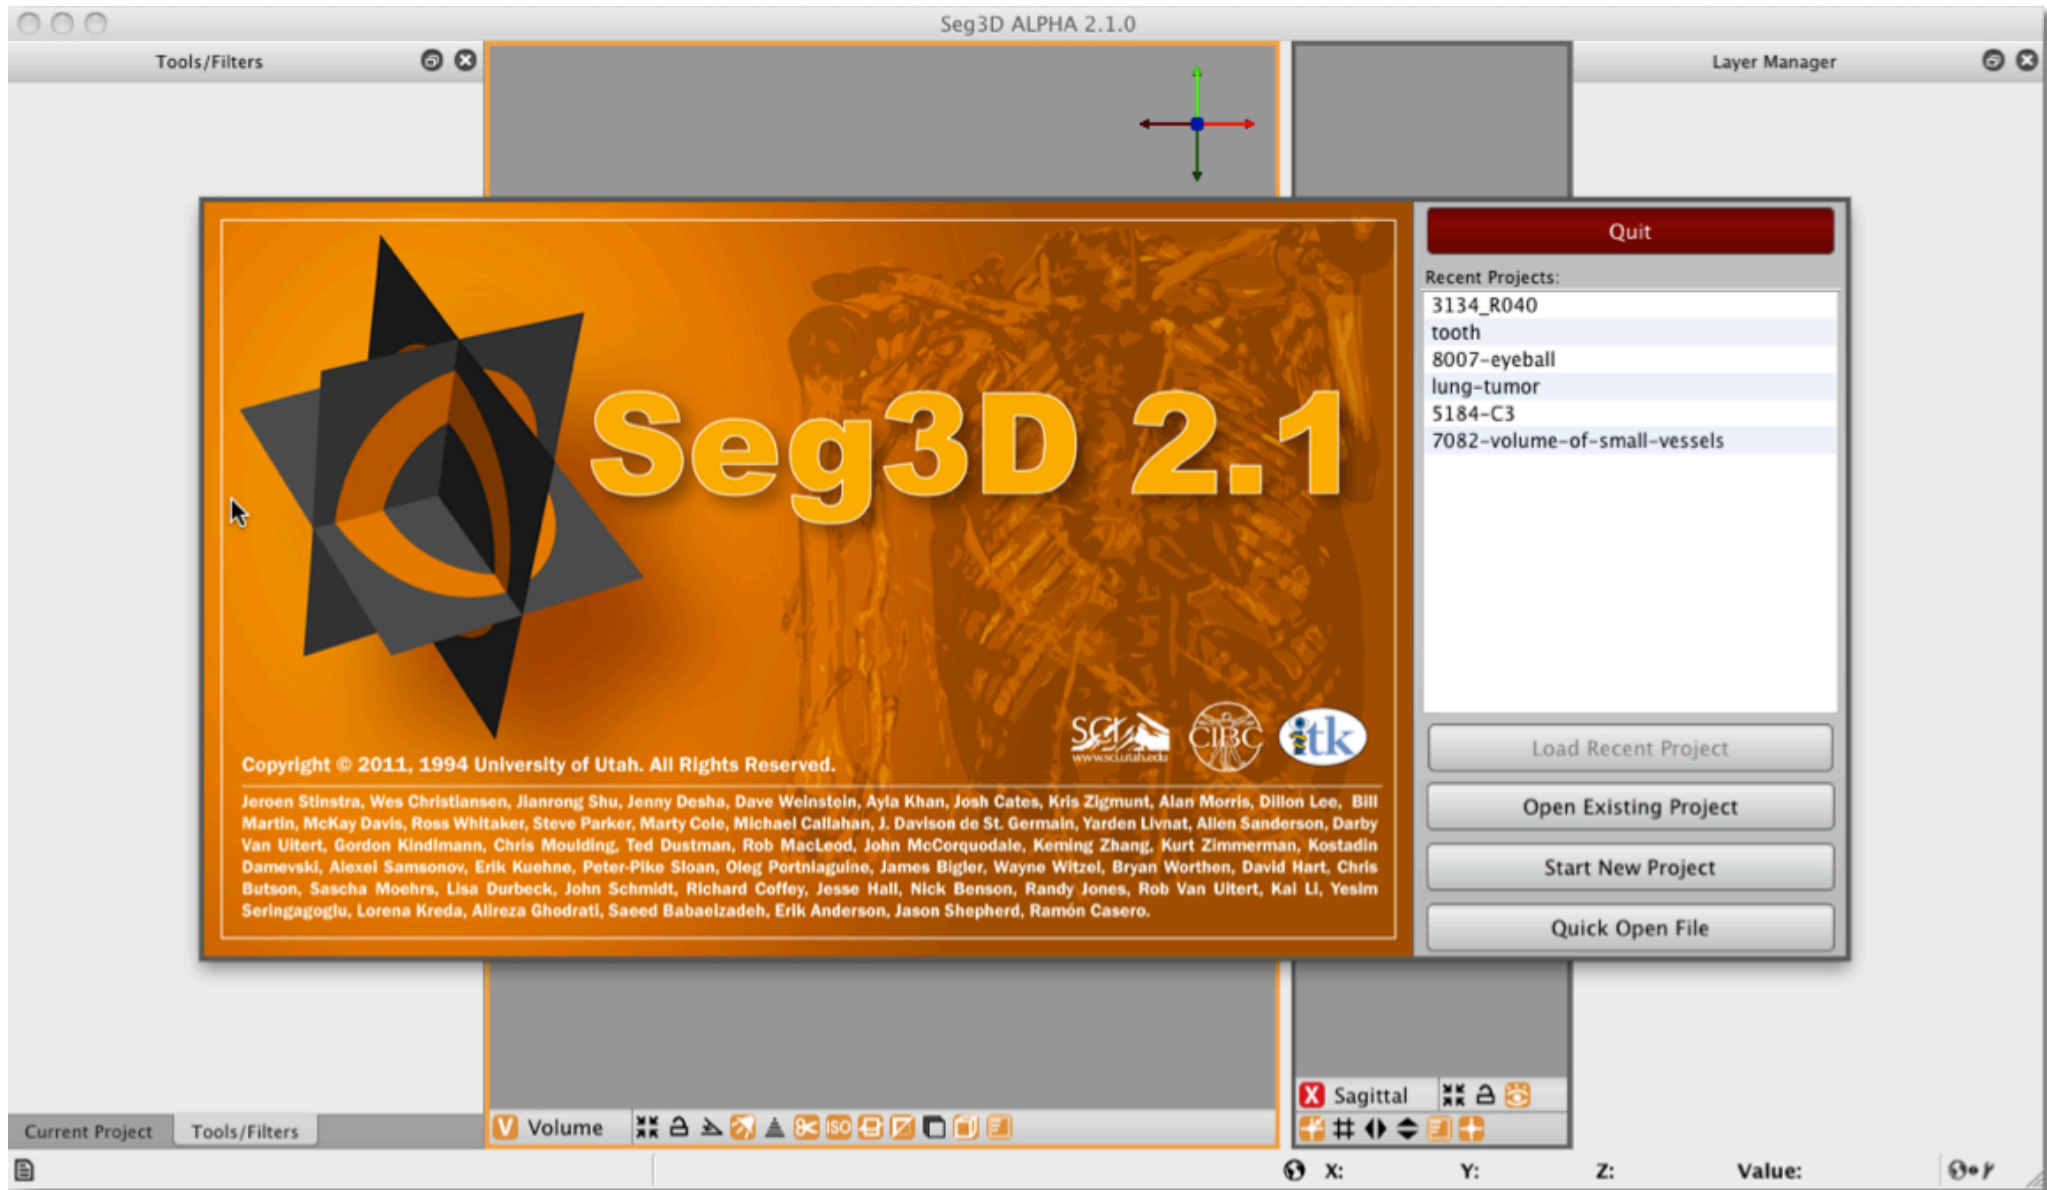 Seg3D ALPHA 2.1.0
Tools/Filters
Layer Manager
Seg3D 2.1
SCI
www.sci.utah.edu
CIBC
itk
Copyright © 2011, 1994 University of Utah. All Rights Reserved.
Jeroen Stinstra, Wes Christiansen, Jianrong Shu, Jenny Desha, Dave Weinstein, Ayla Khan, Josh Cates, Kris Zigmunt, Alan Morris, Dillon Lee, Bill
Martin, McKay Davis, Ross Whitaker, Steve Parker, Marty Cole, Michael Callahan, J. Davison de St. Germain, Yarden Livnat, Allen Sanderson, Darby
Van Uitert, Gordon Kindlmann, Chris Moulding, Ted Dustman, Rob MacLeod, John McCorquodale, Keming Zhang, Kurt Zimmerman, Kostadin
Damevski, Alexei Samsonov, Erik Kuehne, Peter-Pike Sloan, Oleg Portniaguine, James Bigler, Wayne Witzel, Bryan Worthen, David Hart, Chris
Butson, Sascha Moehrs, Lisa Durbeck, John Schmidt, Richard Coffey, Jesse Hall, Nick Benson, Randy Jones, Rob Van Uitert, Kai Li, Yesim
Seringagoglu, Lorena Kreda, Alireza Ghodrati, Saeed Babaeizadeh, Erik Anderson, Jason Shepherd, Ramón Casero.
Quit
Recent Projects:
3134_R040
tooth
8007-eyeball
lung-tumor
5184-C3
7082-volume-of-small-vessels
Load Recent Project
Open Existing Project
Start New Project
Quick Open File
Current Project
Tools/Filters
V Volume
ISO
X Sagittal
X: Y: Z: Value: